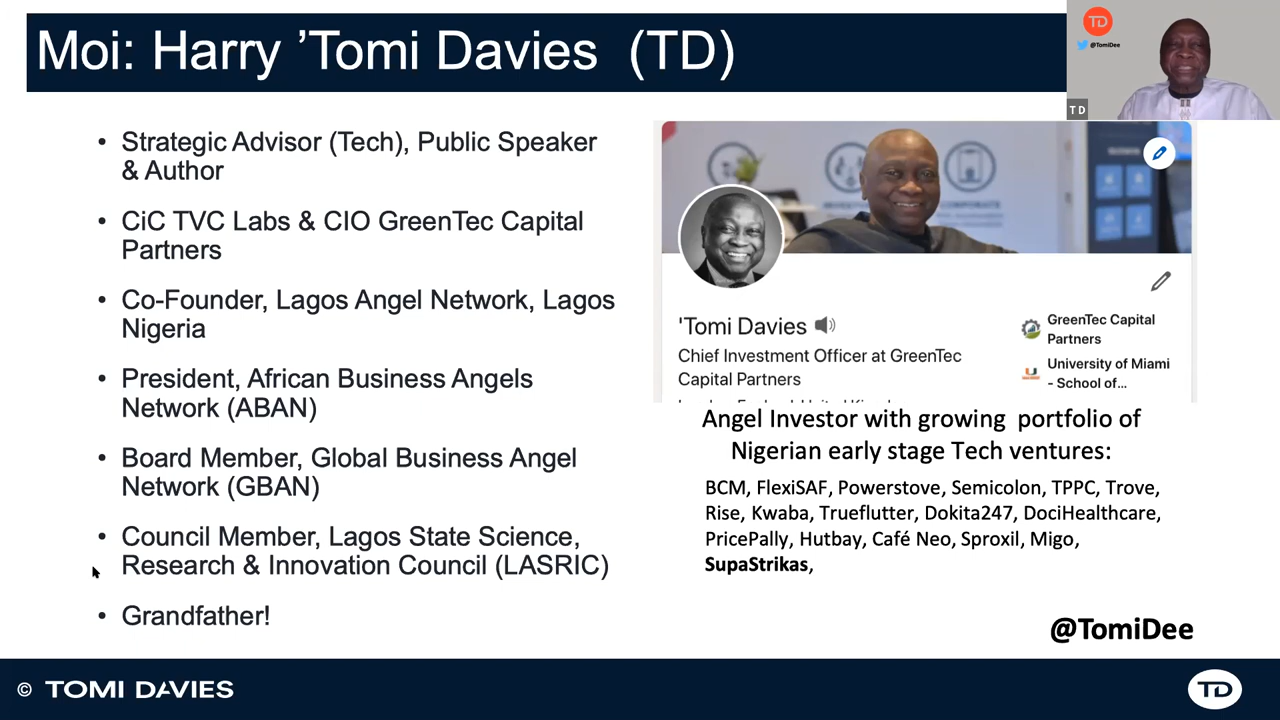 Moi: Harry ’Tomi Davies (TD)
TD
@TomiDee
TD
• Strategic Advisor (Tech), Public Speaker
& Author
• CiC TVC Labs & CIO GreenTec Capital
Partners
• Co-Founder, Lagos Angel Network, Lagos
Nigeria
• President, African Business Angels
Network (ABAN)
• Board Member, Global Business Angel
Network (GBAN)
• Council Member, Lagos State Science,
Research & Innovation Council (LASRIC)
• Grandfather!
'Tomi Davies
Chief Investment Officer at GreenTec
Capital Partners
GreenTec Capital
Partners
University of Miami
- School of...
Angel Investor with growing portfolio of
Nigerian early stage Tech ventures:
BCM, FlexiSAF, Powerstove, Semicolon, TPPC, Trove,
Rise, Kwaba, Trueflutter, Dokita247, DociHealthcare,
PricePally, Hutbay, Café Neo, Sproxil, Migo,
SupaStrikas,
@TomiDee
© TOMI DAVIES
TD